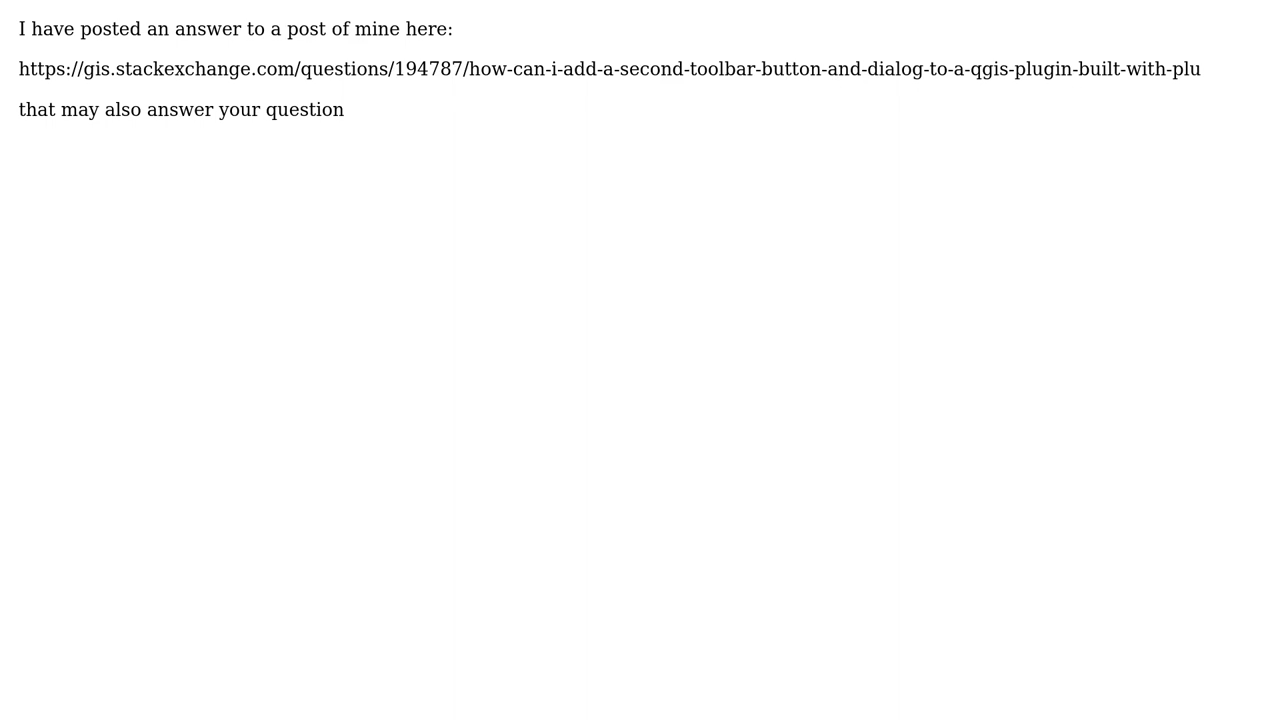 I have posted an answer to a post of mine here:
https://gis.stackexchange.com/questions/194787/how-can-i-add-a-second-toolbar-button-and-dialog-to-a-qgis-plugin-built-with-plu
that may also answer your question